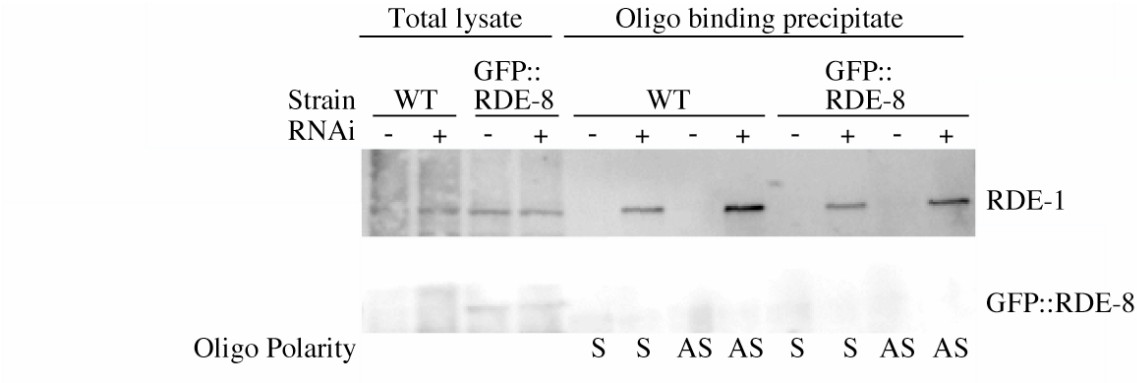 Total lysate Oligo binding precipitate
GFP:: GFP::
Strain WT RDE-8 WT RDE-8
RNAi - + - + - + - + - + - +
RDE-1
GFP::RDE-8
Oligo Polarity S S AS AS S S AS AS